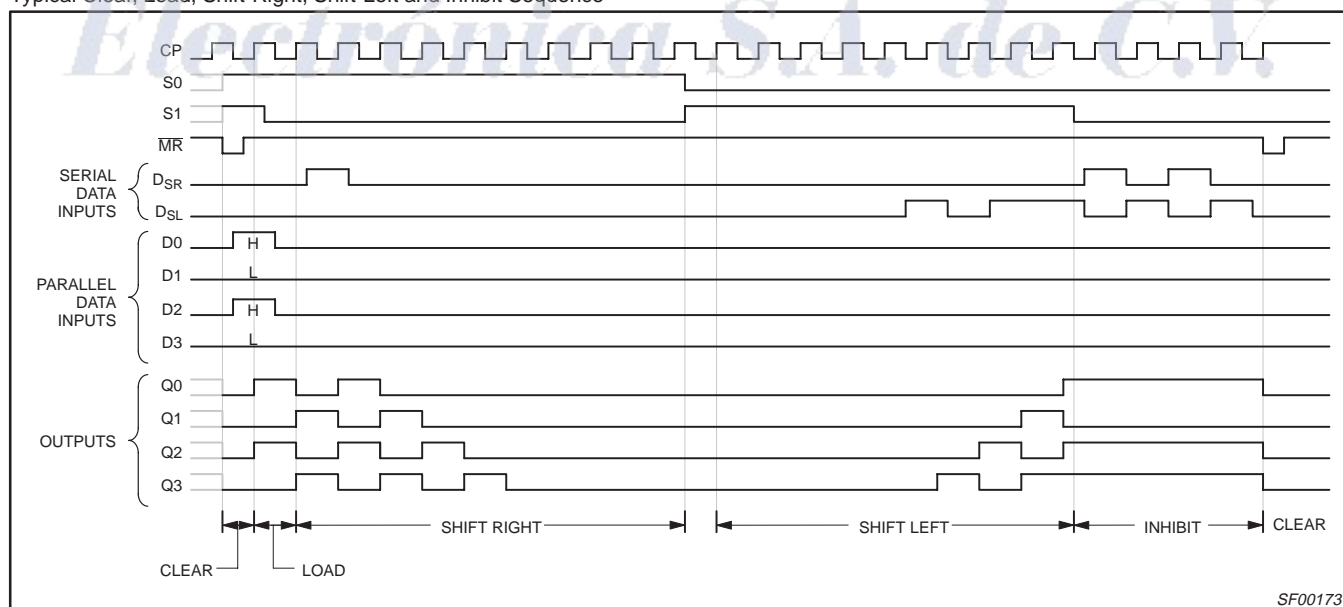 Typical Clear, Load, Shift-Right, Shift-Left and Inhibit Sequence
Electrónica S.A. de C.V.
CP
S0
S1
MR
SERIAL
DATA
INPUTS
DSR
DSL
PARALLEL
DATA
INPUTS
D0
H
D1
L
D2
H
D3
L
OUTPUTS
Q0
Q1
Q2
Q3
SHIFT RIGHT
SHIFT LEFT
INHIBIT
CLEAR
CLEAR
LOAD
SF00173